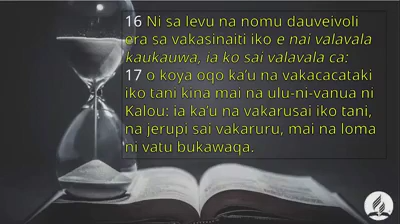 16 Ni sa levu na nomu dauveivoli
era sa vakasinaiti iko e nai valavala
kaukauwa, ia ko sai valavala ca:
17 o koya oqo ka'u na vakacacataki
iko tani kina mai na ulu-ni-vanua ni
Kalou: ia ka'u na vakarusai iko tani,
na jerupi sai vakaruru, mai na loma
ni vatu bukawaqa.